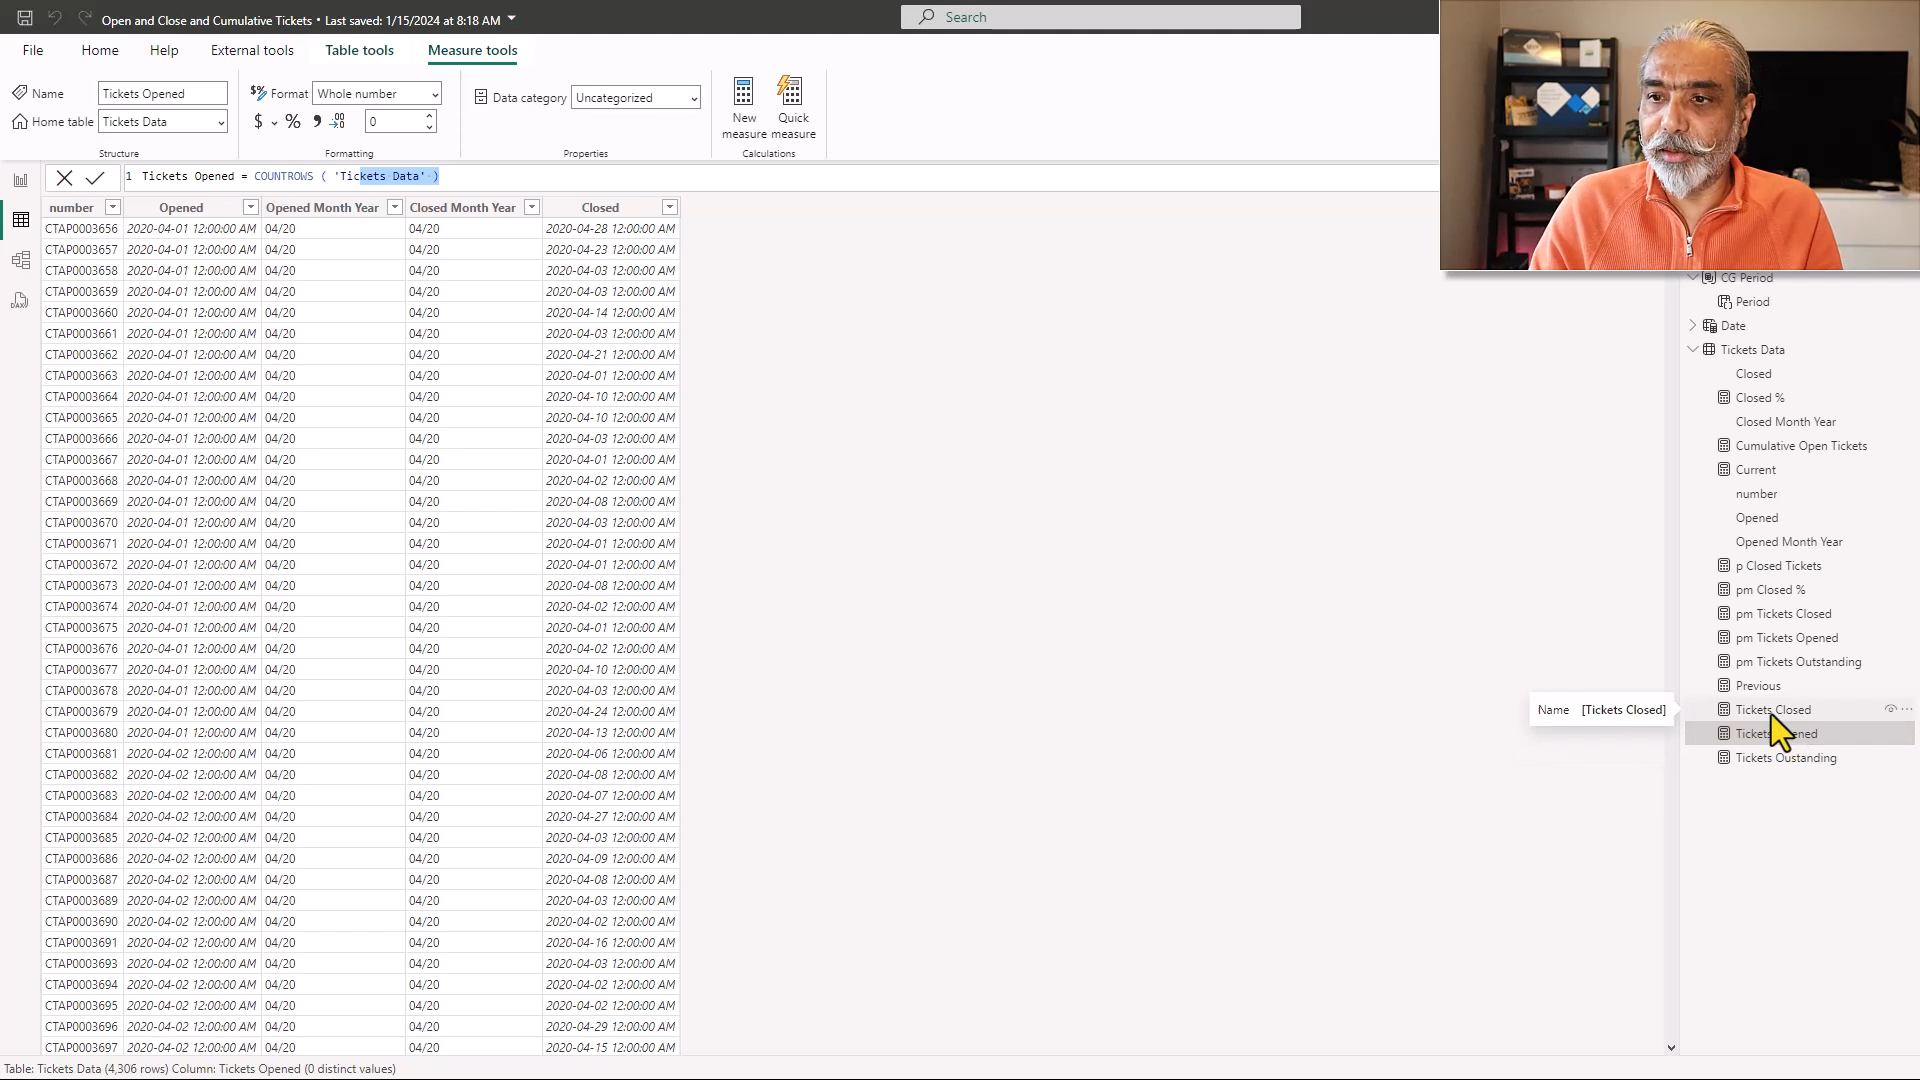 Open and Close and Cumulative Tickets • Last saved: 1/15/2024 at 8:18 AM
Search
File Home Help External tools Table tools Measure tools
Name Tickets Opened
Home table Tickets Data
Structure
Format Whole number
$ % 9 0
Formatting
Data category Uncategorized
Properties
New measure
Quick measure
Calculations
1 Tickets Opened = COUNTROWS ( 'Tickets Data' )
number Opened Opened Month Year Closed Month Year Closed
CTAP0003656 2020-04-01 12:00:00 AM 04/20 04/20 2020-04-28 12:00:00 AM
CTAP0003657 2020-04-01 12:00:00 AM 04/20 04/20 2020-04-23 12:00:00 AM
CTAP0003658 2020-04-01 12:00:00 AM 04/20 04/20 2020-04-03 12:00:00 AM
CTAP0003659 2020-04-01 12:00:00 AM 04/20 04/20 2020-04-03 12:00:00 AM
CTAP0003660 2020-04-01 12:00:00 AM 04/20 04/20 2020-04-14 12:00:00 AM
CTAP0003661 2020-04-01 12:00:00 AM 04/20 04/20 2020-04-03 12:00:00 AM
CTAP0003662 2020-04-01 12:00:00 AM 04/20 04/20 2020-04-21 12:00:00 AM
CTAP0003663 2020-04-01 12:00:00 AM 04/20 04/20 2020-04-01 12:00:00 AM
CTAP0003664 2020-04-01 12:00:00 AM 04/20 04/20 2020-04-10 12:00:00 AM
CTAP0003665 2020-04-01 12:00:00 AM 04/20 04/20 2020-04-10 12:00:00 AM
CTAP0003666 2020-04-01 12:00:00 AM 04/20 04/20 2020-04-03 12:00:00 AM
CTAP0003667 2020-04-01 12:00:00 AM 04/20 04/20 2020-04-01 12:00:00 AM
CTAP0003668 2020-04-01 12:00:00 AM 04/20 04/20 2020-04-02 12:00:00 AM
CTAP0003669 2020-04-01 12:00:00 AM 04/20 04/20 2020-04-08 12:00:00 AM
CTAP0003670 2020-04-01 12:00:00 AM 04/20 04/20 2020-04-03 12:00:00 AM
CTAP0003671 2020-04-01 12:00:00 AM 04/20 04/20 2020-04-01 12:00:00 AM
CTAP0003672 2020-04-01 12:00:00 AM 04/20 04/20 2020-04-01 12:00:00 AM
CTAP0003673 2020-04-01 12:00:00 AM 04/20 04/20 2020-04-08 12:00:00 AM
CTAP0003674 2020-04-01 12:00:00 AM 04/20 04/20 2020-04-02 12:00:00 AM
CTAP0003675 2020-04-01 12:00:00 AM 04/20 04/20 2020-04-01 12:00:00 AM
CTAP0003676 2020-04-01 12:00:00 AM 04/20 04/20 2020-04-02 12:00:00 AM
CTAP0003677 2020-04-01 12:00:00 AM 04/20 04/20 2020-04-10 12:00:00 AM
CTAP0003678 2020-04-01 12:00:00 AM 04/20 04/20 2020-04-03 12:00:00 AM
CTAP0003679 2020-04-01 12:00:00 AM 04/20 04/20 2020-04-24 12:00:00 AM
CTAP0003680 2020-04-01 12:00:00 AM 04/20 04/20 2020-04-13 12:00:00 AM
CTAP0003681 2020-04-02 12:00:00 AM 04/20 04/20 2020-04-06 12:00:00 AM
CTAP0003682 2020-04-02 12:00:00 AM 04/20 04/20 2020-04-08 12:00:00 AM
CTAP0003683 2020-04-02 12:00:00 AM 04/20 04/20 2020-04-07 12:00:00 AM
CTAP0003684 2020-04-02 12:00:00 AM 04/20 04/20 2020-04-27 12:00:00 AM
CTAP0003685 2020-04-02 12:00:00 AM 04/20 04/20 2020-04-03 12:00:00 AM
CTAP0003686 2020-04-02 12:00:00 AM 04/20 04/20 2020-04-09 12:00:00 AM
CTAP0003687 2020-04-02 12:00:00 AM 04/20 04/20 2020-04-08 12:00:00 AM
CTAP0003689 2020-04-02 12:00:00 AM 04/20 04/20 2020-04-03 12:00:00 AM
CTAP0003690 2020-04-02 12:00:00 AM 04/20 04/20 2020-04-02 12:00:00 AM
CTAP0003691 2020-04-02 12:00:00 AM 04/20 04/20 2020-04-16 12:00:00 AM
CTAP0003693 2020-04-02 12:00:00 AM 04/20 04/20 2020-04-03 12:00:00 AM
CTAP0003694 2020-04-02 12:00:00 AM 04/20 04/20 2020-04-02 12:00:00 AM
CTAP0003695 2020-04-02 12:00:00 AM 04/20 04/20 2020-04-02 12:00:00 AM
CTAP0003696 2020-04-02 12:00:00 AM 04/20 04/20 2020-04-29 12:00:00 AM
CTAP0003697 2020-04-02 12:00:00 AM 04/20 04/20 2020-04-15 12:00:00 AM
CG Period
Period
Date
Tickets Data
Closed
Closed %
Closed Month Year
Cumulative Open Tickets
Current
number
Opened
Opened Month Year
p Closed Tickets
pm Closed %
pm Tickets Closed
pm Tickets Opened
pm Tickets Outstanding
Previous
Name [Tickets Closed]
Tickets Closed
Tickets ened
Tickets Oustanding
Table: Tickets Data (4,306 rows) Column: Tickets Opened (0 distinct values)